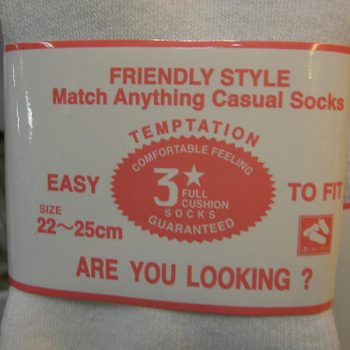 FRIENDLY STYLE
Match Anything Casual Socks
TEMPTATION
COMFORTABLE FEELING
EASY 3★ FULL TO FIT
CUSHION
SOCKS
GUARANTEED
SIZE
22～25cm
ARE YOU LOOKING ?